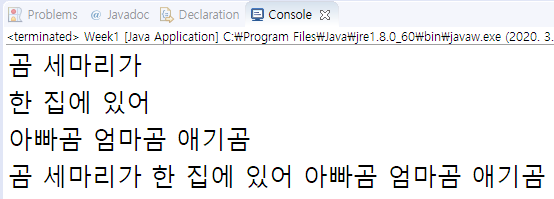 Problems @ Javadoc Declaration Console
<terminated> Week1 [Java Application] C:₩Program Files₩Java₩jre1.8.0_60₩bin₩javaw.exe (2020. 3.
곰 세마리가
한 집에 있어
아빠곰 엄마곰 애기곰
곰 세마리가 한 집에 있어 아빠곰 엄마곰 애기곰